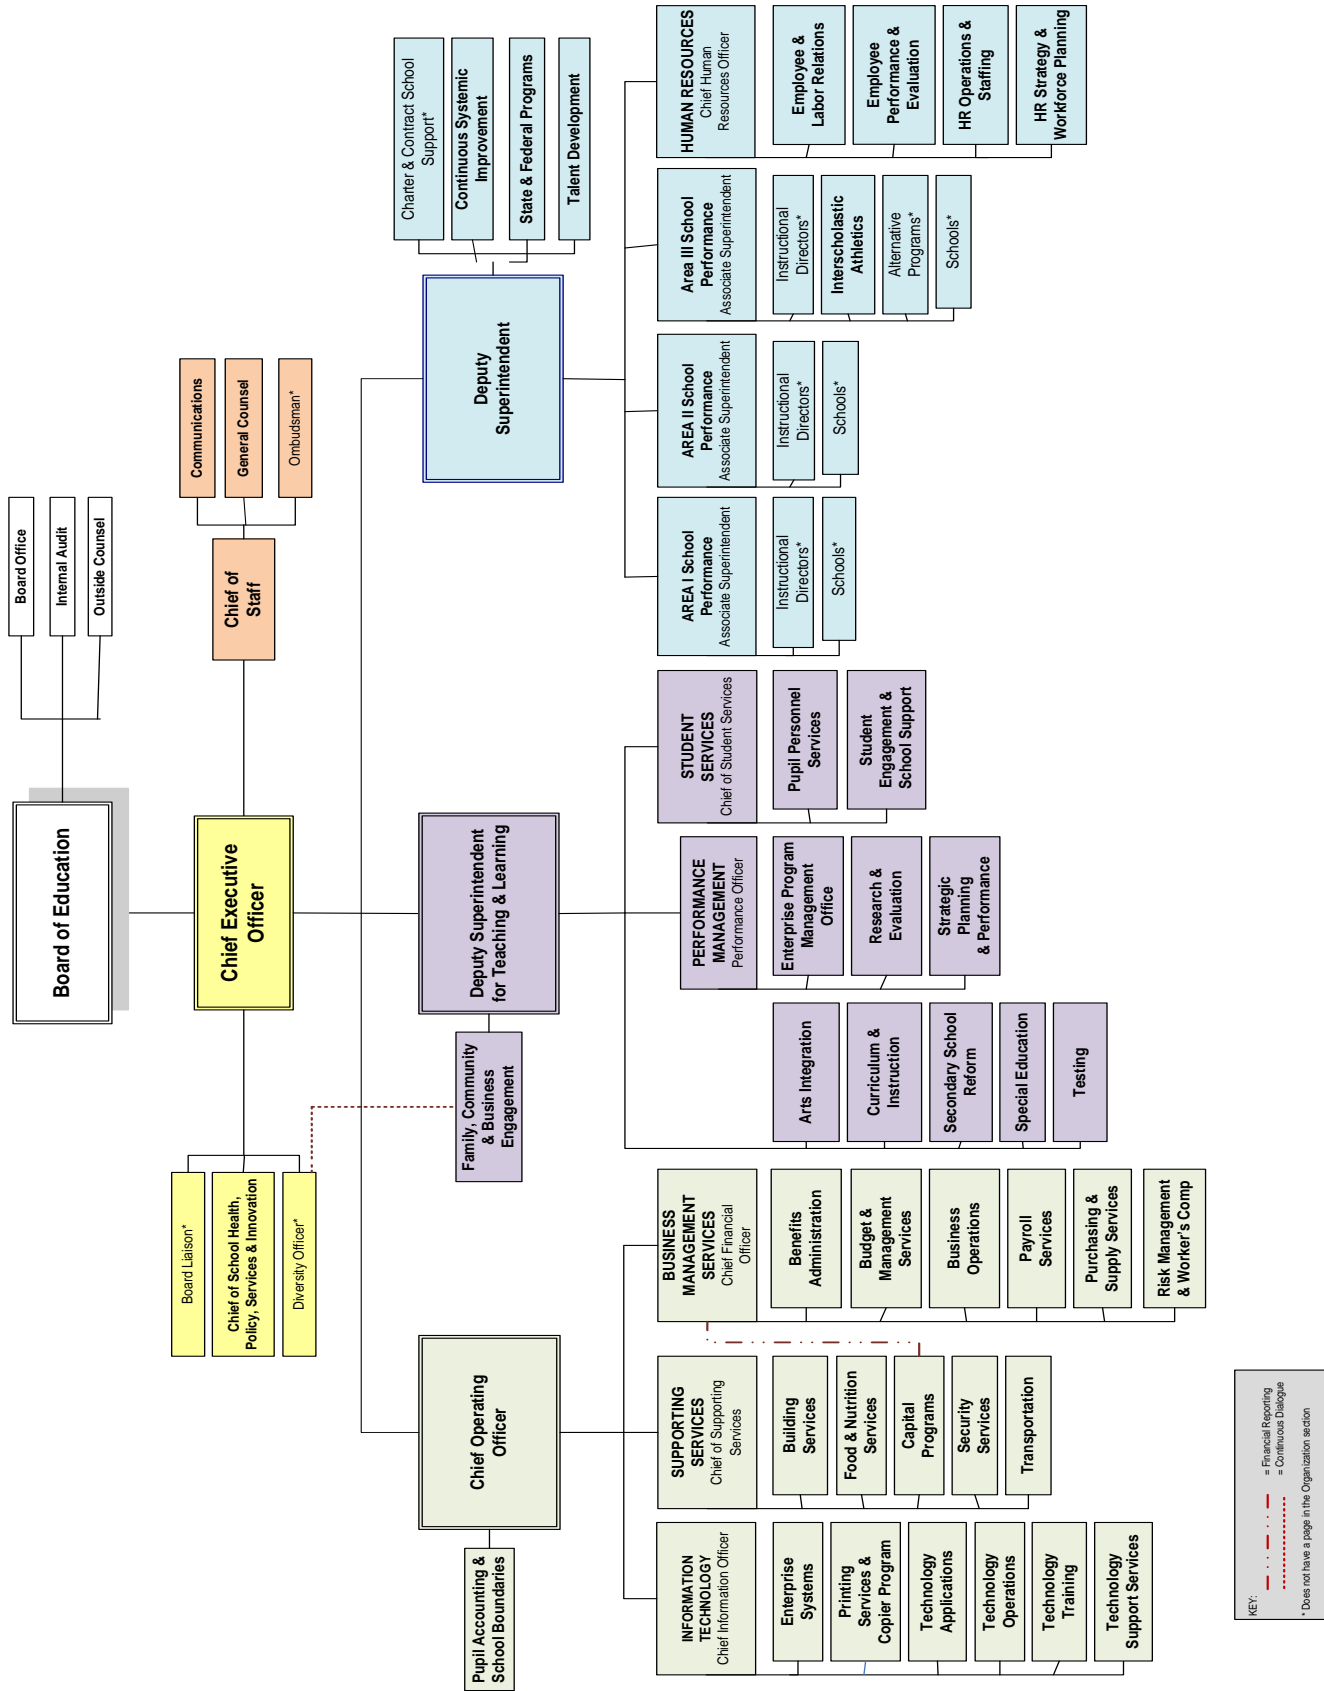 Board of Education
Board Office
Internal Audit
Outside Counsel
Chief Executive
Officer
Board Liaison*
Chief of School Health,
Policy, Services & Innovation
Diversity Officer*
Chief of
Staff
Communications
General Counsel
Ombudsman*
Chief Operating
Officer
Pupil Accounting &
School Boundaries
Deputy Superintendent
for Teaching & Learning
Family, Community
& Business
Engagement
Deputy
Superintendent
Charter & Contract School
Support*
Continuous Systemic
Improvement
State & Federal Programs
Talent Development
INFORMATION
TECHNOLOGY
Chief Information Officer
Enterprise
Systems
Printing
Services &
Copier Program
Technology
Applications
Technology
Operations
Technology
Training
Technology
Support Services
SUPPORTING
SERVICES
Chief of Supporting
Services
Building
Services
Food & Nutrition
Services
Capital
Programs
Security
Services
Transportation
BUSINESS
MANAGEMENT
SERVICES
Chief Financial
Officer
Benefits
Administration
Budget &
Management
Services
Business
Operations
Payroll
Services
Purchasing &
Supply Services
Risk Management
& Worker's Comp
Arts Integration
Curriculum &
Instruction
Secondary School
Reform
Special Education
Testing
PERFORMANCE
MANAGEMENT
Performance Officer
Enterprise Program
Management
Office
Research &
Evaluation
Strategic
Planning
& Performance
STUDENT
SERVICES
Chief of Student Services
Pupil Personnel
Services
Student
Engagement &
School Support
AREA I School
Performance
Associate Superintendent
Instructional
Directors*
Schools*
AREA II School
Performance
Associate Superintendent
Instructional
Directors*
Schools*
Area III School
Performance
Associate Superintendent
Instructional
Directors*
Interscholastic
Athletics
Alternative
Programs*
Schools*
HUMAN RESOURCES
Chief Human
Resources Officer
Employee &
Labor Relations
Employee
Performance &
Evaluation
HR Operations &
Staffing
HR Strategy &
Workforce Planning
KEY:
= Financial Reporting
= Continuous Dialogue
* Does not have a page in the Organization section